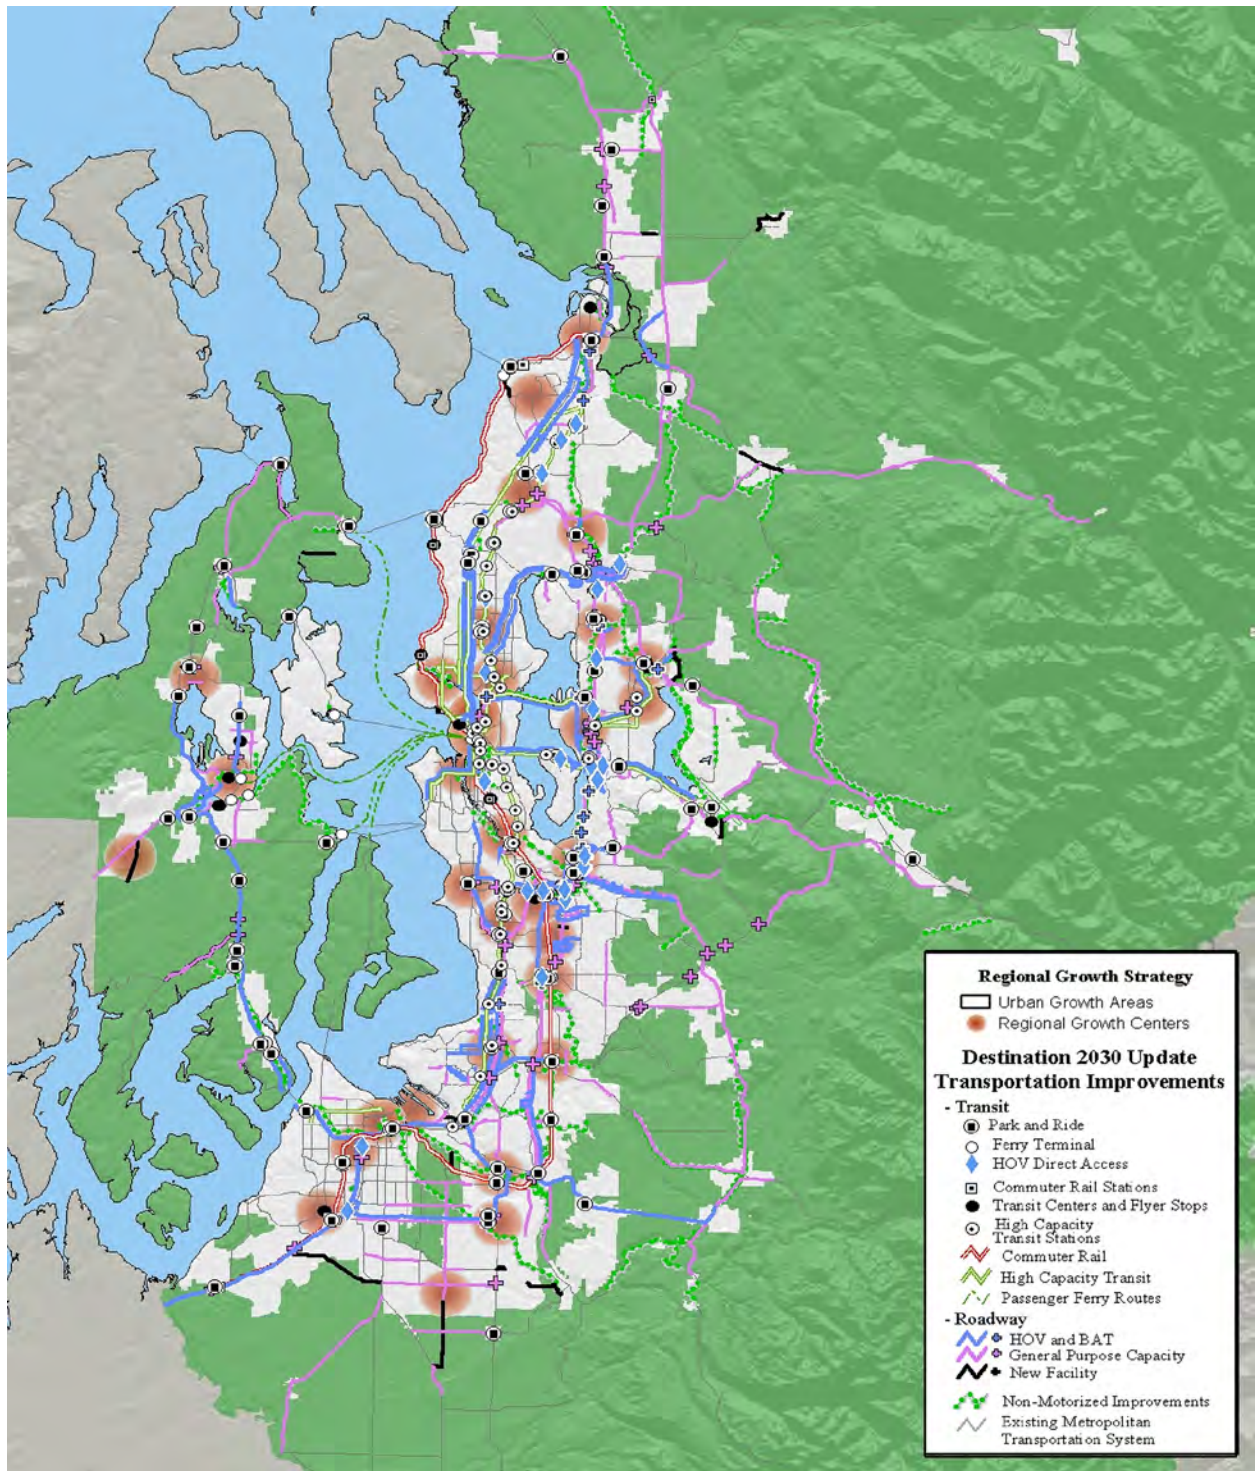 Regional Growth Strategy
Urban Growth Areas
Regional Growth Centers
Destination 2030 Update
Transportation Improvements
- Transit
Park and Ride
Ferry Terminal
HOV Direct Access
Commuter Rail Stations
Transit Centers and Flyer Stops
High Capacity
Transit Stations
Commuter Rail
High Capacity Transit
Passenger Ferry Routes
- Roadway
HOV and BAT
General Purpose Capacity
New Facility
Non-Motorized Improvements
Existing Metropolitan
Transportation System